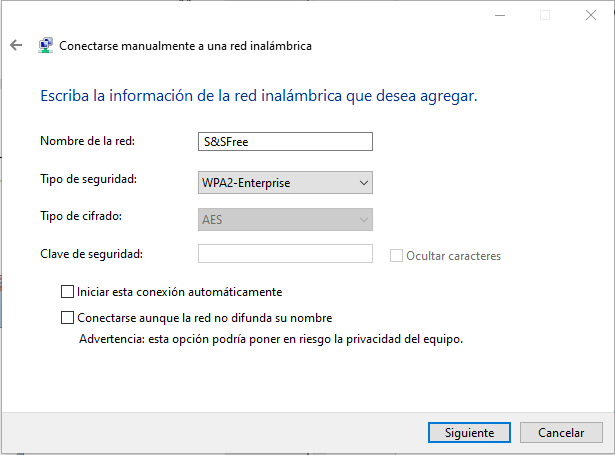 Conectarse manualmente a una red inalámbrica
Escriba la información de la red inalámbrica que desea agregar.
Nombre de la red: S&SFree
Tipo de seguridad: WPA2-Enterprise
Tipo de cifrado: AES
Clave de seguridad: Ocultar caracteres
Iniciar esta conexión automáticamente
Conectarse aunque la red no difunda su nombre
Advertencia: esta opción podría poner en riesgo la privacidad del equipo.
Siguiente Cancelar